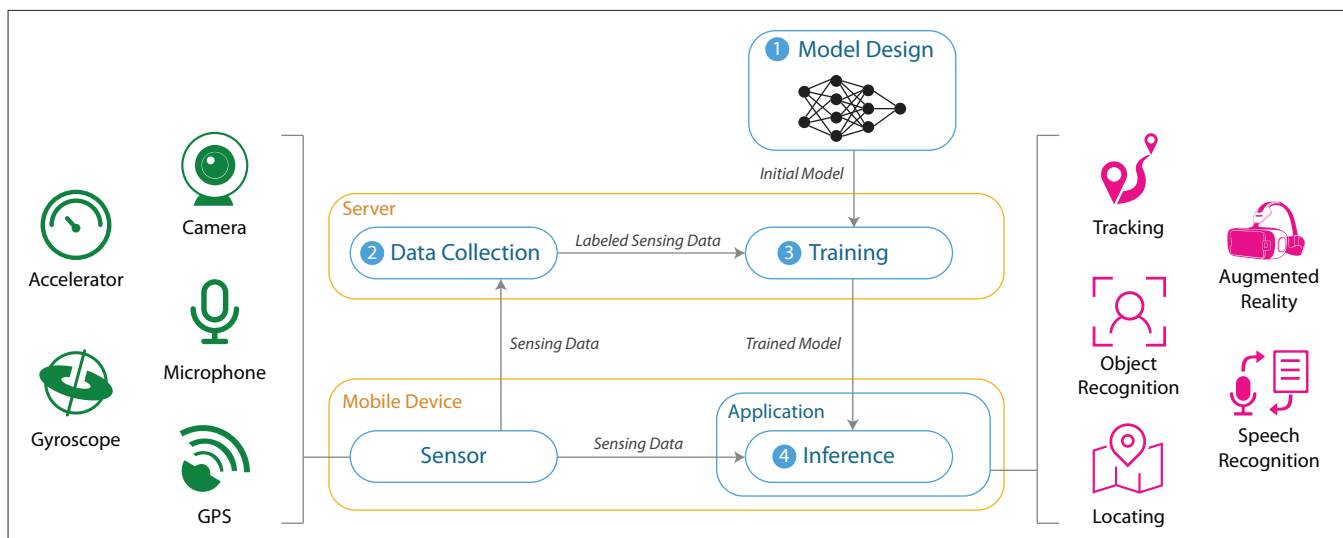 1 Model Design
Initial Model
Server
2 Data Collection
Labeled Sensing Data
3 Training
Sensing Data
Trained Model
Mobile Device
Sensor
Sensing Data
Application
4 Inference
Camera
Accelerator
Microphone
Gyroscope
GPS
Tracking
Augmented
Reality
Object
Recognition
Speech
Recognition
Locating